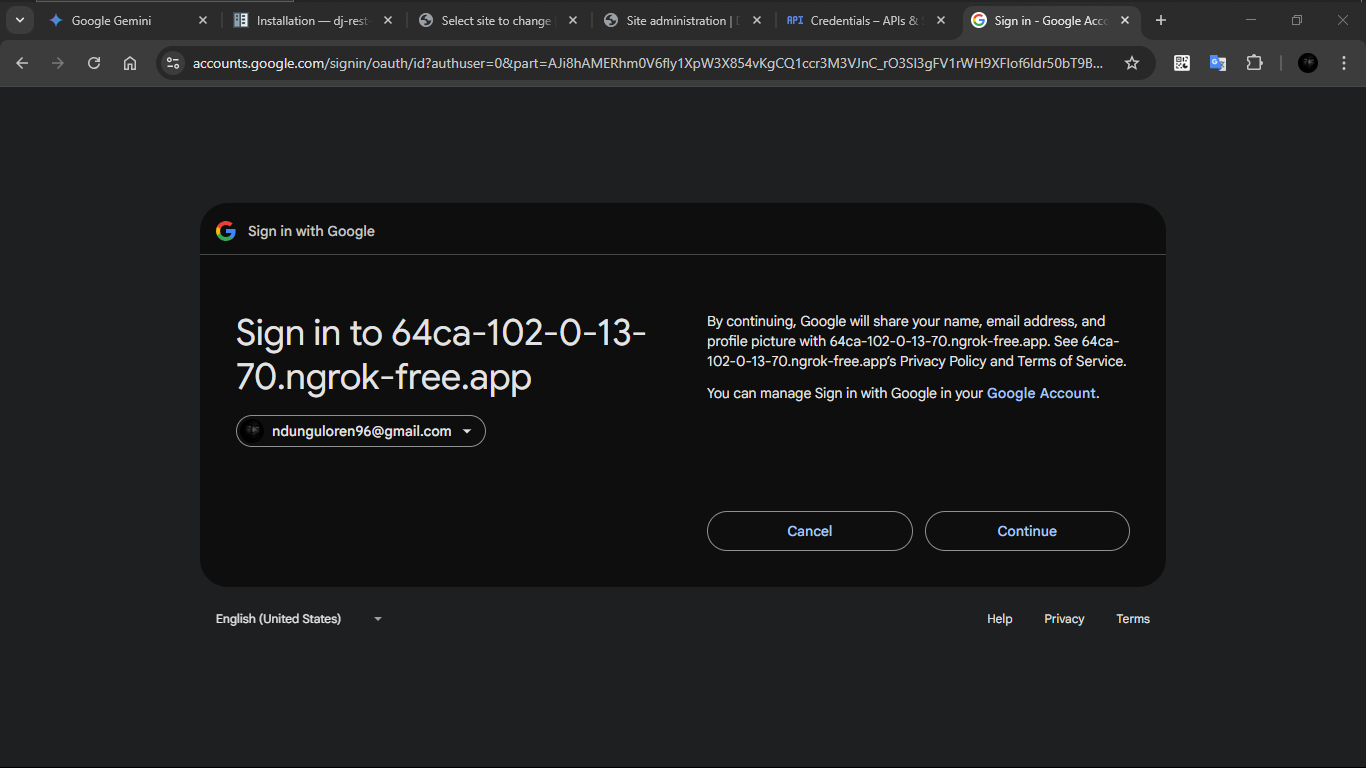 Google Gemini
Installation — dj-rest-
Select site to change
Site administration |
API Credentials – APIs &
Sign in - Google Acco
accounts.google.com/signin/oauth/id?authuser=0&part=AJi8hAMERhm0V6fly1XpW3X854vKgCQ1ccr3M3VJnC_rO3Sl3gFV1rWH9XFlof6ldr50bT9B...
Sign in with Google
Sign in to 64ca-102-0-13-
70.ngrok-free.app
ndunguloren96@gmail.com
By continuing, Google will share your name, email address, and
profile picture with 64ca-102-0-13-70.ngrok-free.app. See 64ca-
102-0-13-70.ngrok-free.app’s Privacy Policy and Terms of Service.
You can manage Sign in with Google in your Google Account.
Cancel
Continue
English (United States)
Help
Privacy
Terms